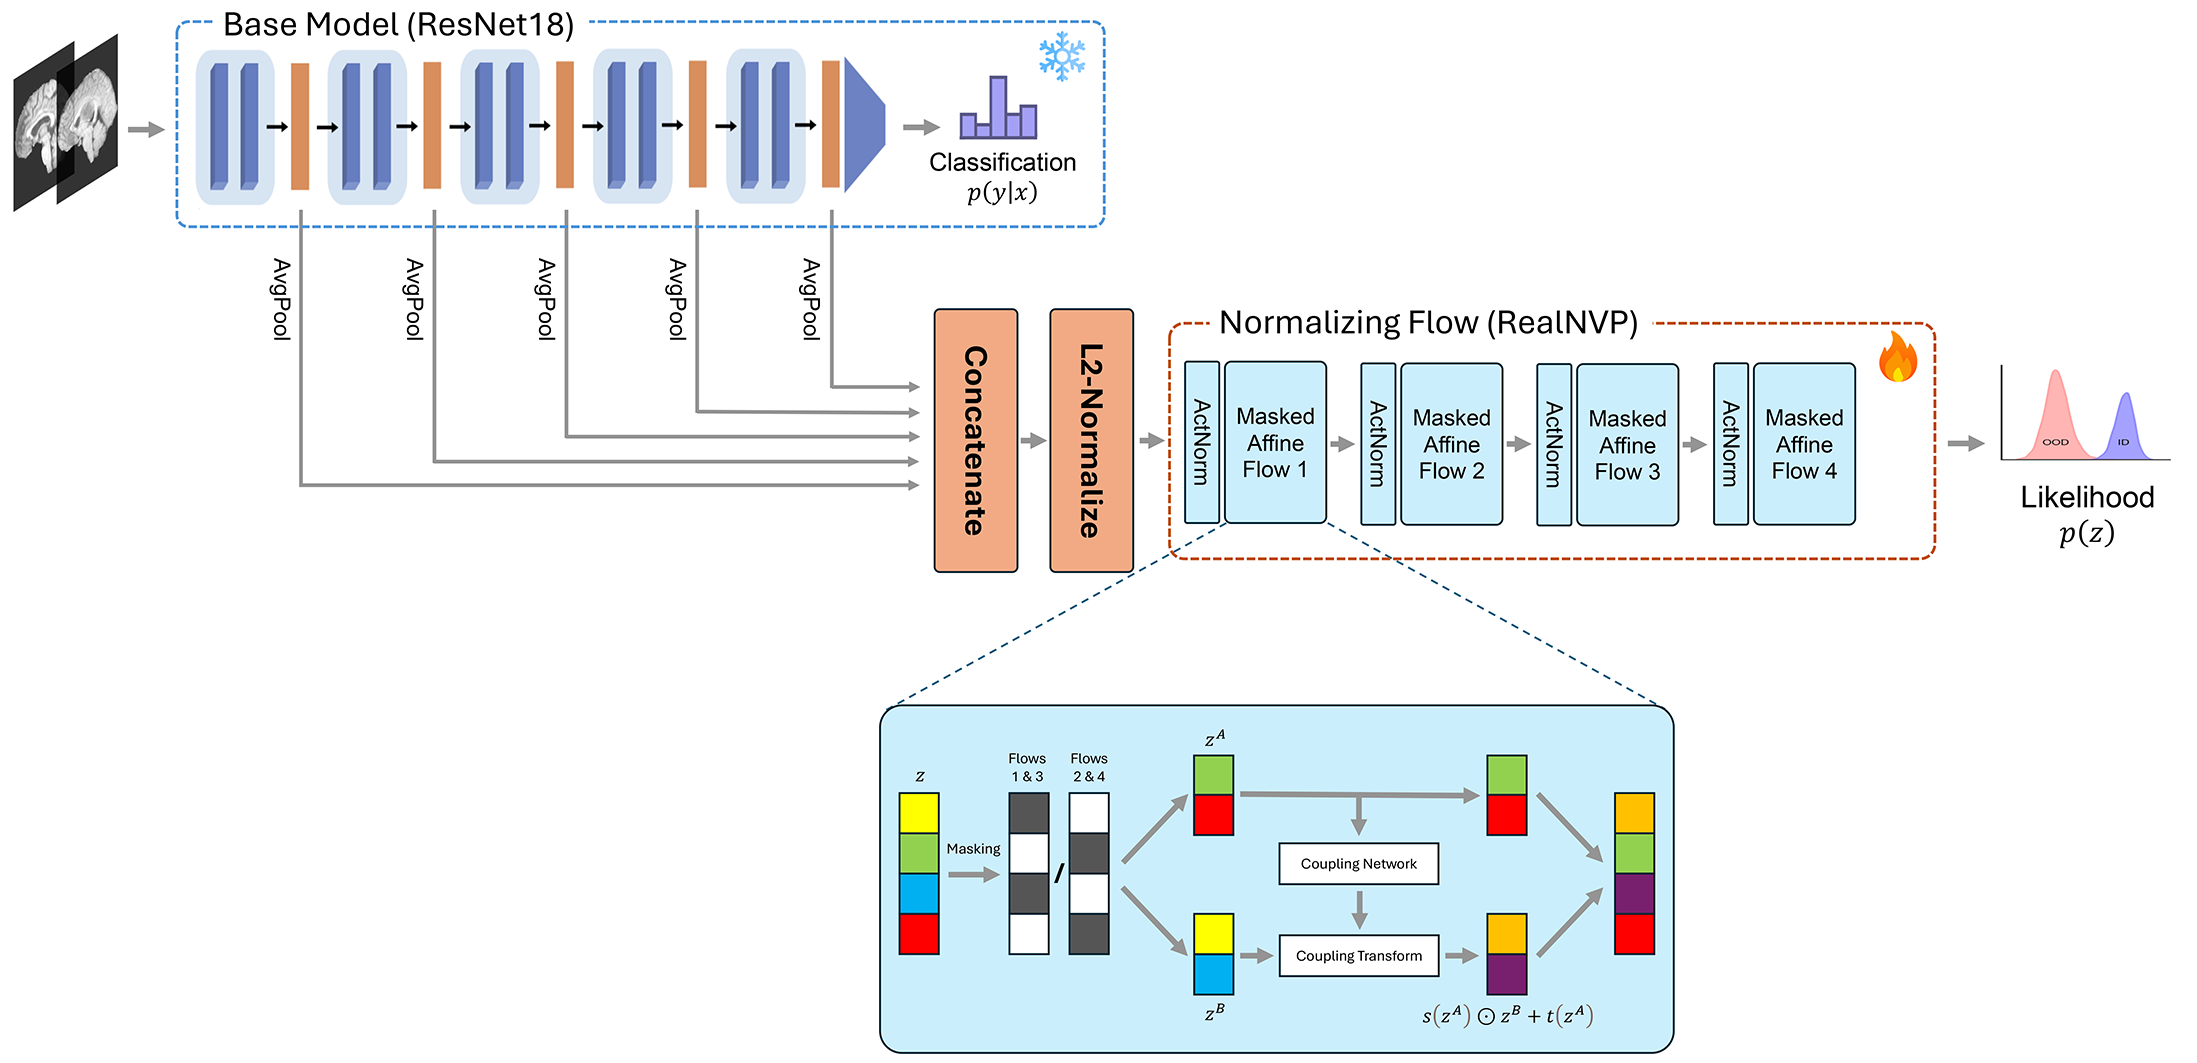 Base Model (ResNet18)
Classification
p(y|x)
AvgPool
AvgPool
AvgPool
AvgPool
AvgPool
Concatenate
L2-Normalize
Normalizing Flow (RealNVP)
ActNorm
Masked
Affine
Flow 1
ActNorm
Masked
Affine
Flow 2
ActNorm
Masked
Affine
Flow 3
ActNorm
Masked
Affine
Flow 4
OOD
ID
Likelihood
p(z)
z
Masking
Flows
1 & 3
/
Flows
2 & 4
z^A
Coupling Network
z^B
Coupling Transform
s(z^A) ⊙ z^B + t(z^A)